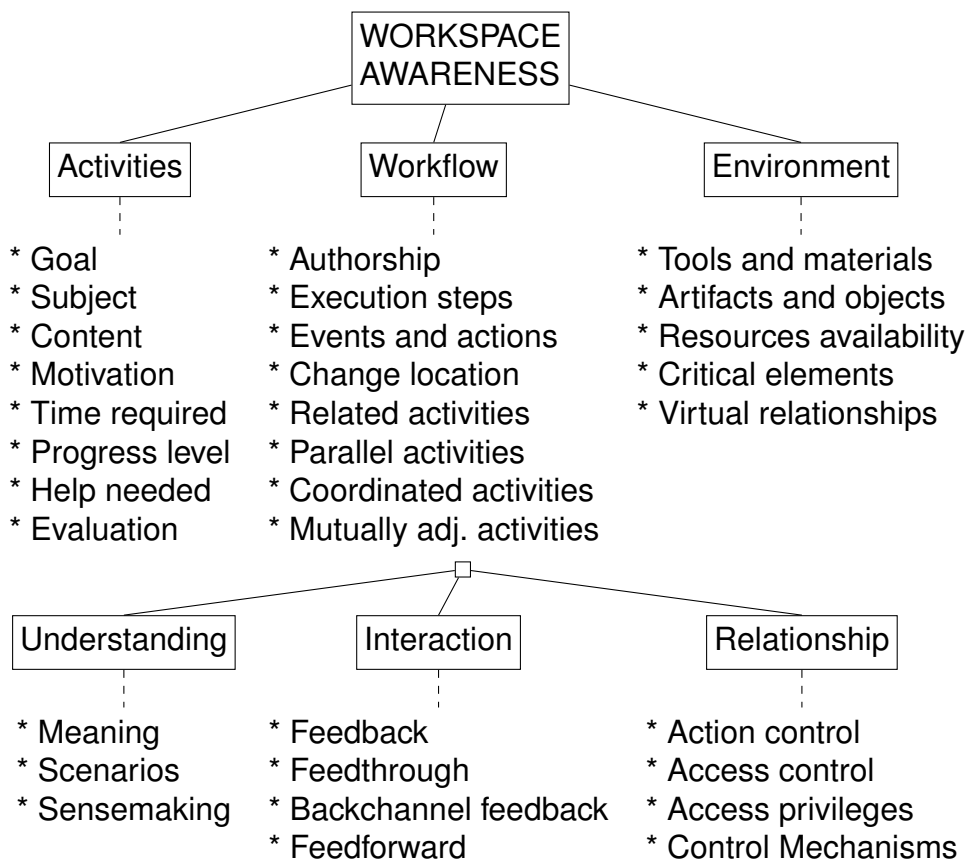 WORKSPACE
AWARENESS
Activities
Workflow
Environment
* Goal
* Subject
* Content
* Motivation
* Time required
* Progress level
* Help needed
* Evaluation
* Authorship
* Execution steps
* Events and actions
* Change location
* Related activities
* Parallel activities
* Coordinated activities
* Mutually adj. activities
* Tools and materials
* Artifacts and objects
* Resources availability
* Critical elements
* Virtual relationships
Understanding
Interaction
Relationship
* Meaning
* Scenarios
* Sensemaking
* Feedback
* Feedthrough
* Backchannel feedback
* Feedforward
* Action control
* Access control
* Access privileges
* Control Mechanisms